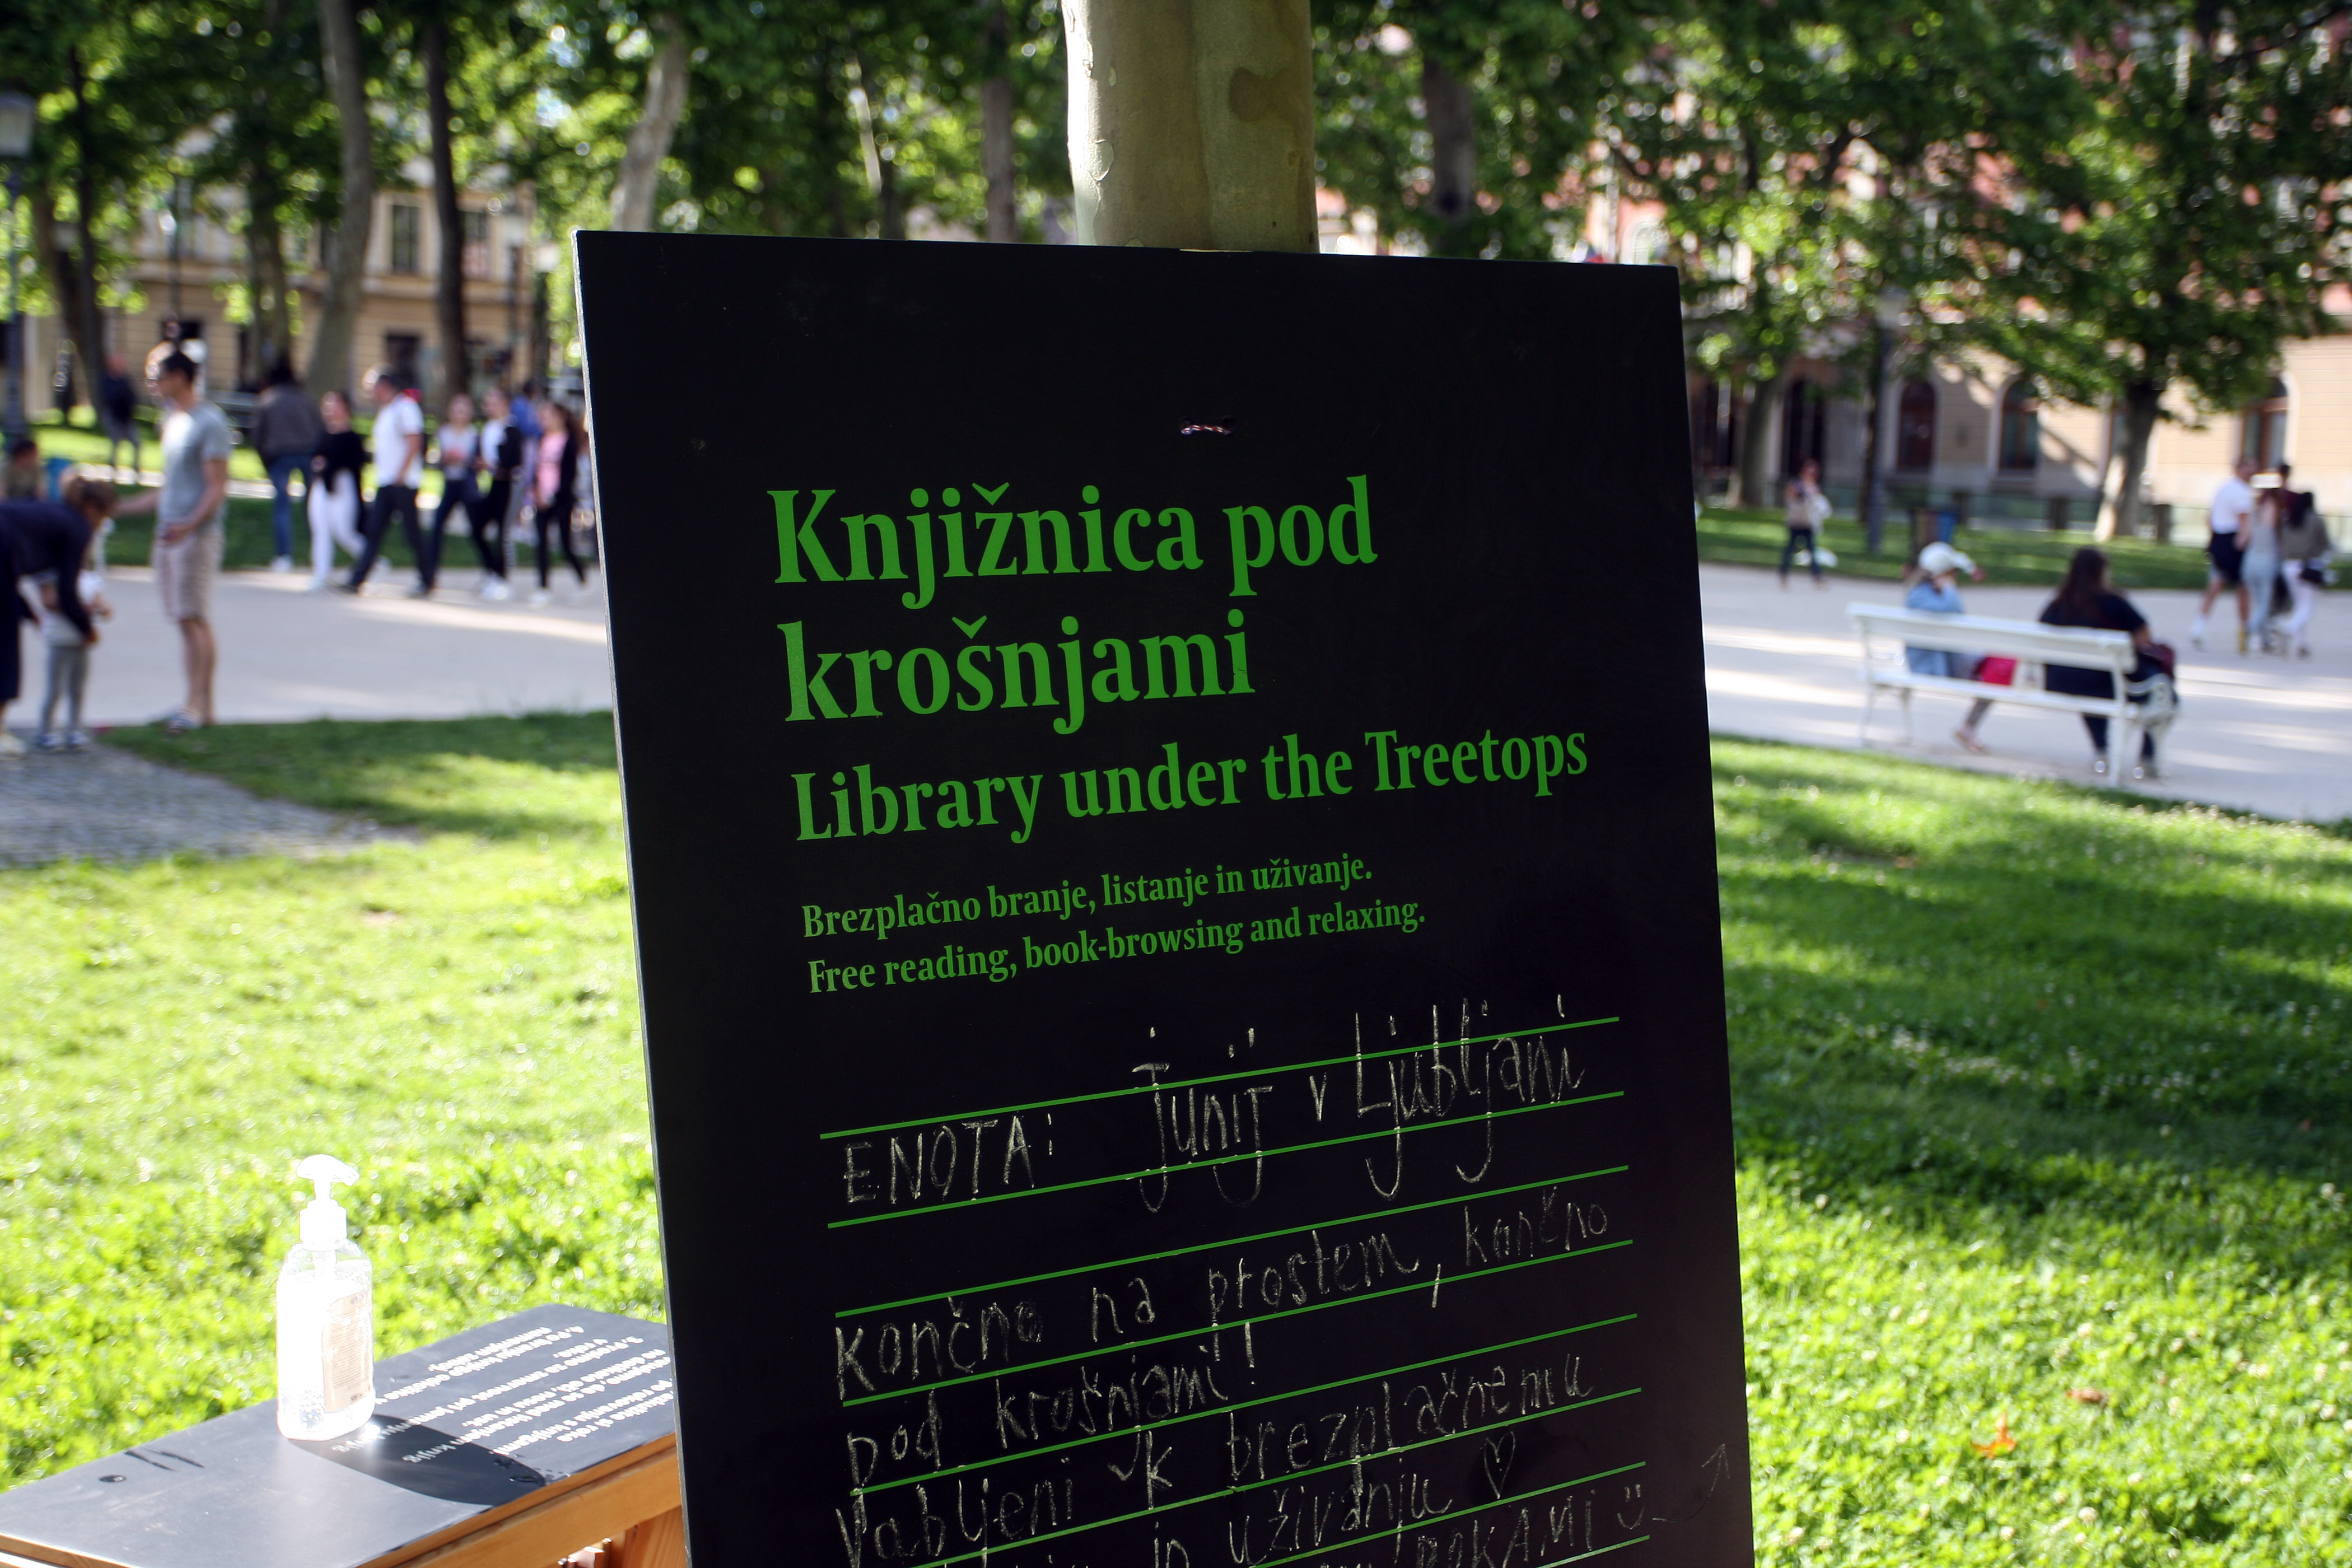 Knjižnica pod
krošnjami
Library under the Treetops
Brezplačno branje, listanje in uživanje.
Free reading, book-browsing and relaxing.
ENOTA: junij v Ljubljani
Končno na prostem, končno
pod krošnjami!
Vabljeni k brezplačnemu
in uživanju